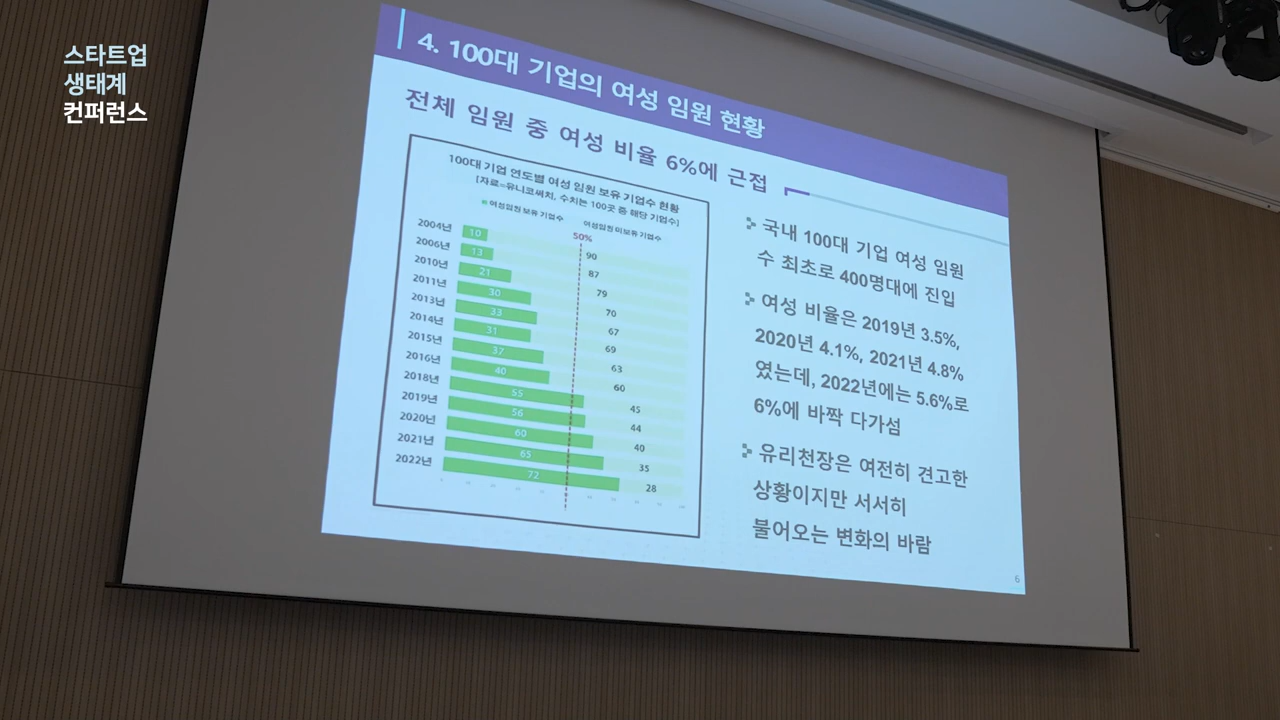 스타트업
생태계
컨퍼런스
4. 100대 기업의 여성 임원 현황
전체 임원 중 여성 비율 6%에 근접
100대 기업 연도별 여성 임원 보유 기업수 현황
[자료=유니코써치, 수치는 100곳 중 해당 기업수]
여성임원 보유 기업수 여성임원 미보유 기업수
50%
2004년 10 90
2006년 13 87
2010년 21 79
2011년 30 70
2013년 33 67
2014년 31 69
2015년 37 63
2016년 40 60
2018년 55 45
2019년 56 44
2020년 60 40
2021년 65 35
2022년 72 28
국내 100대 기업 여성 임원
수 최초로 400명대에 진입
여성 비율은 2019년 3.5%,
2020년 4.1%, 2021년 4.8%
였는데, 2022년에는 5.6%로
6%에 바짝 다가섬
유리천장은 여전히 견고한
상황이지만 서서히
불어오는 변화의 바람
6